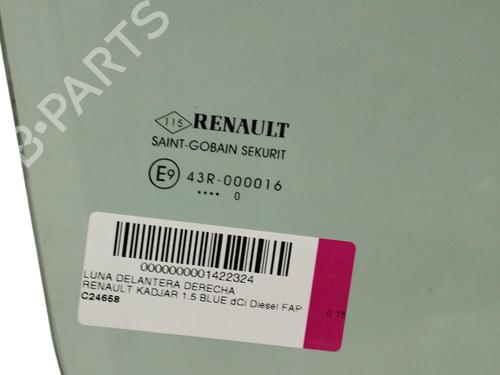 B-PARTS
115 RENAULT
SAINT-GOBAIN SEKURIT
E9 43R-000016
.... 0
0000000001422324
LUNA DELANTERA DERECHA
RENAULT KADJAR 1.5 BLUE dCi Diesel FAP
C24658
0 15